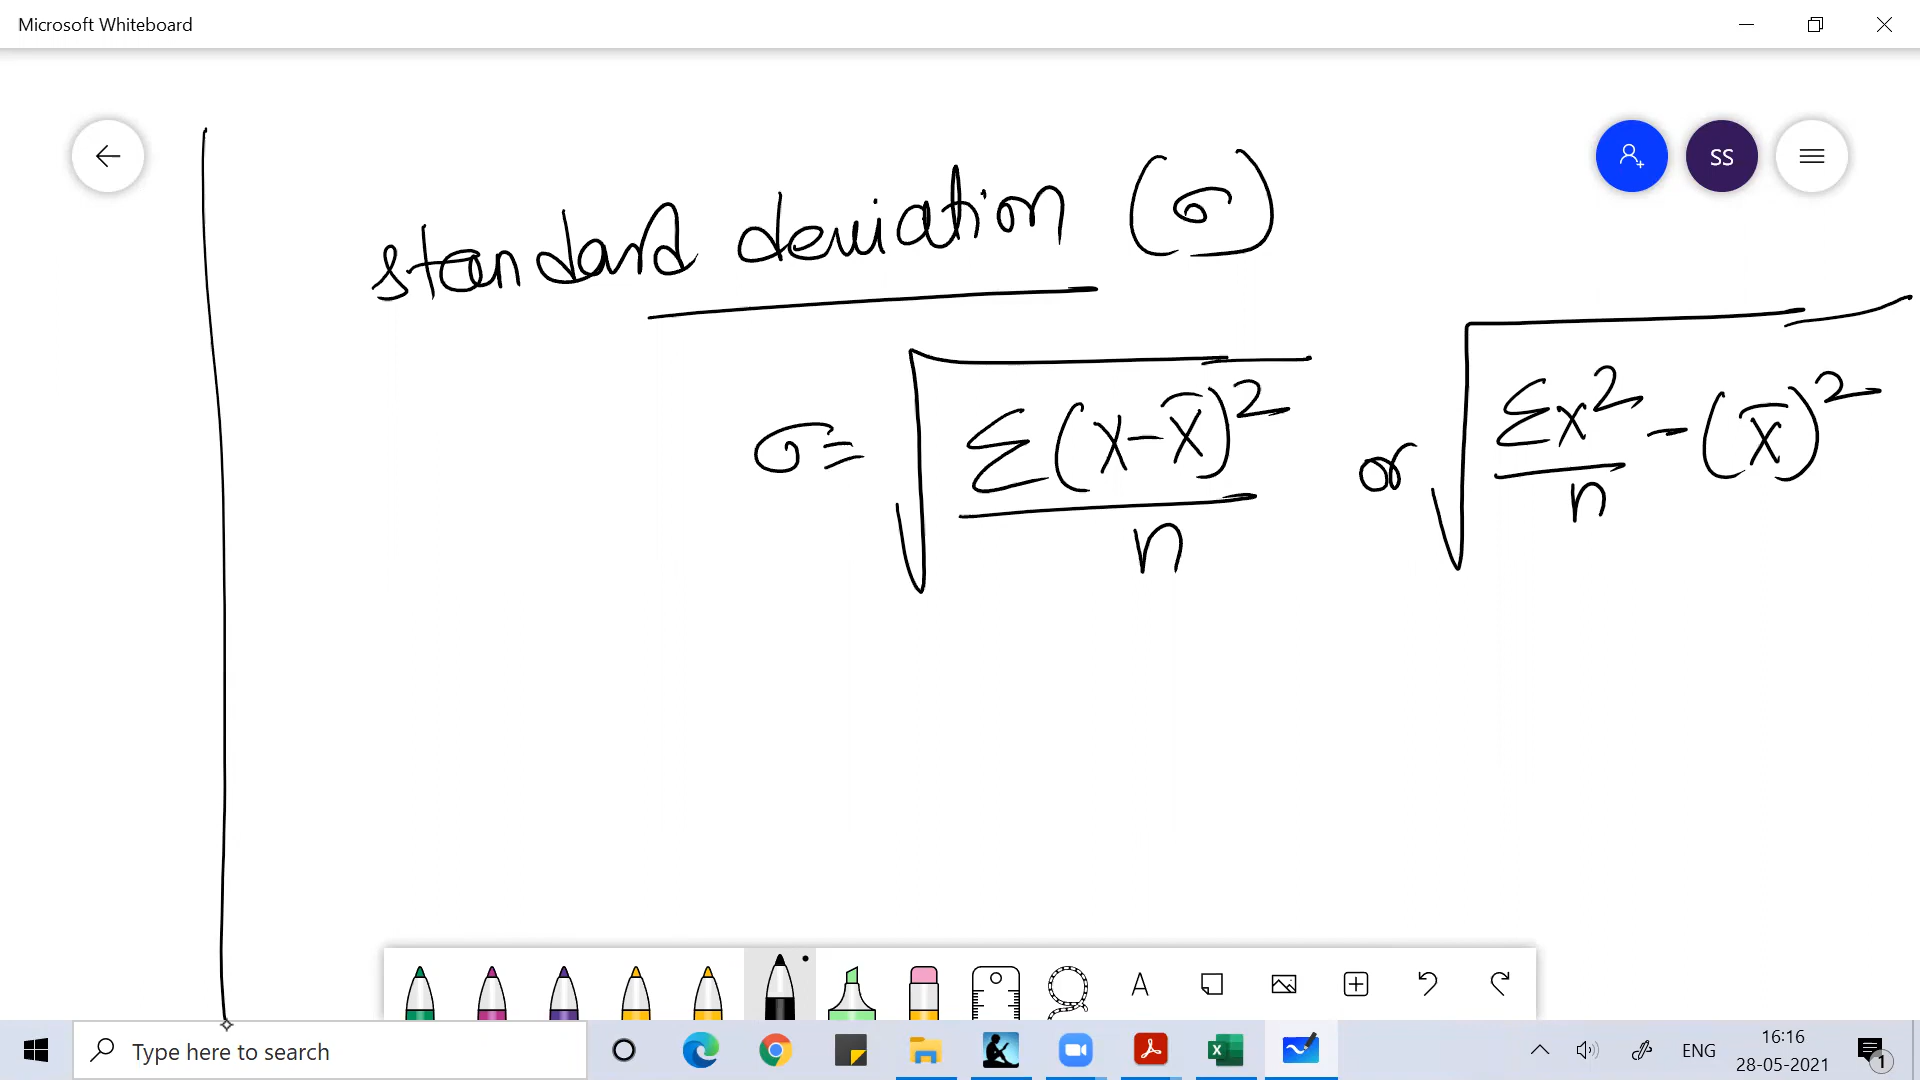 Microsoft Whiteboard
SS
standard deviation (σ)
σ= √Σ(x-x̄)²/n or √Σx²/n - (x̄)²
A
Type here to search
ENG
16:16
28-05-2021
1